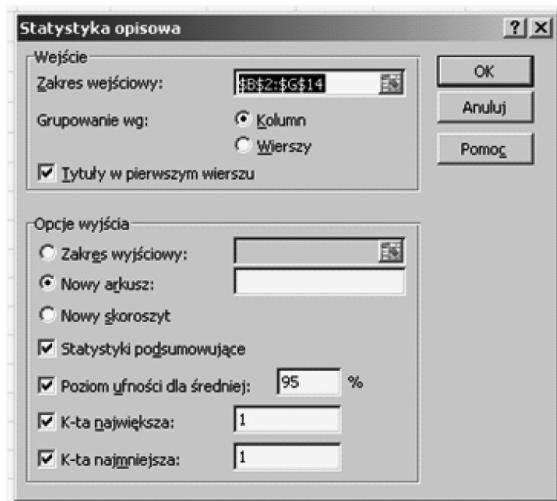 Statystyka opisowa
Wejście
Zakres wejściowy: $B$2:$G$14
OK
Anuluj
Grupowanie wg: Kolumn
Wierszy
Pomoc
Tytuły w pierwszym wierszu
Opcje wyjścia
Zakres wyjściowy:
Nowy arkusz:
Nowy skoroszyt
Statystyki podsumowujące
Poziom ufności dla średniej: 95 %
K-ta największa: 1
K-ta najmniejsza: 1